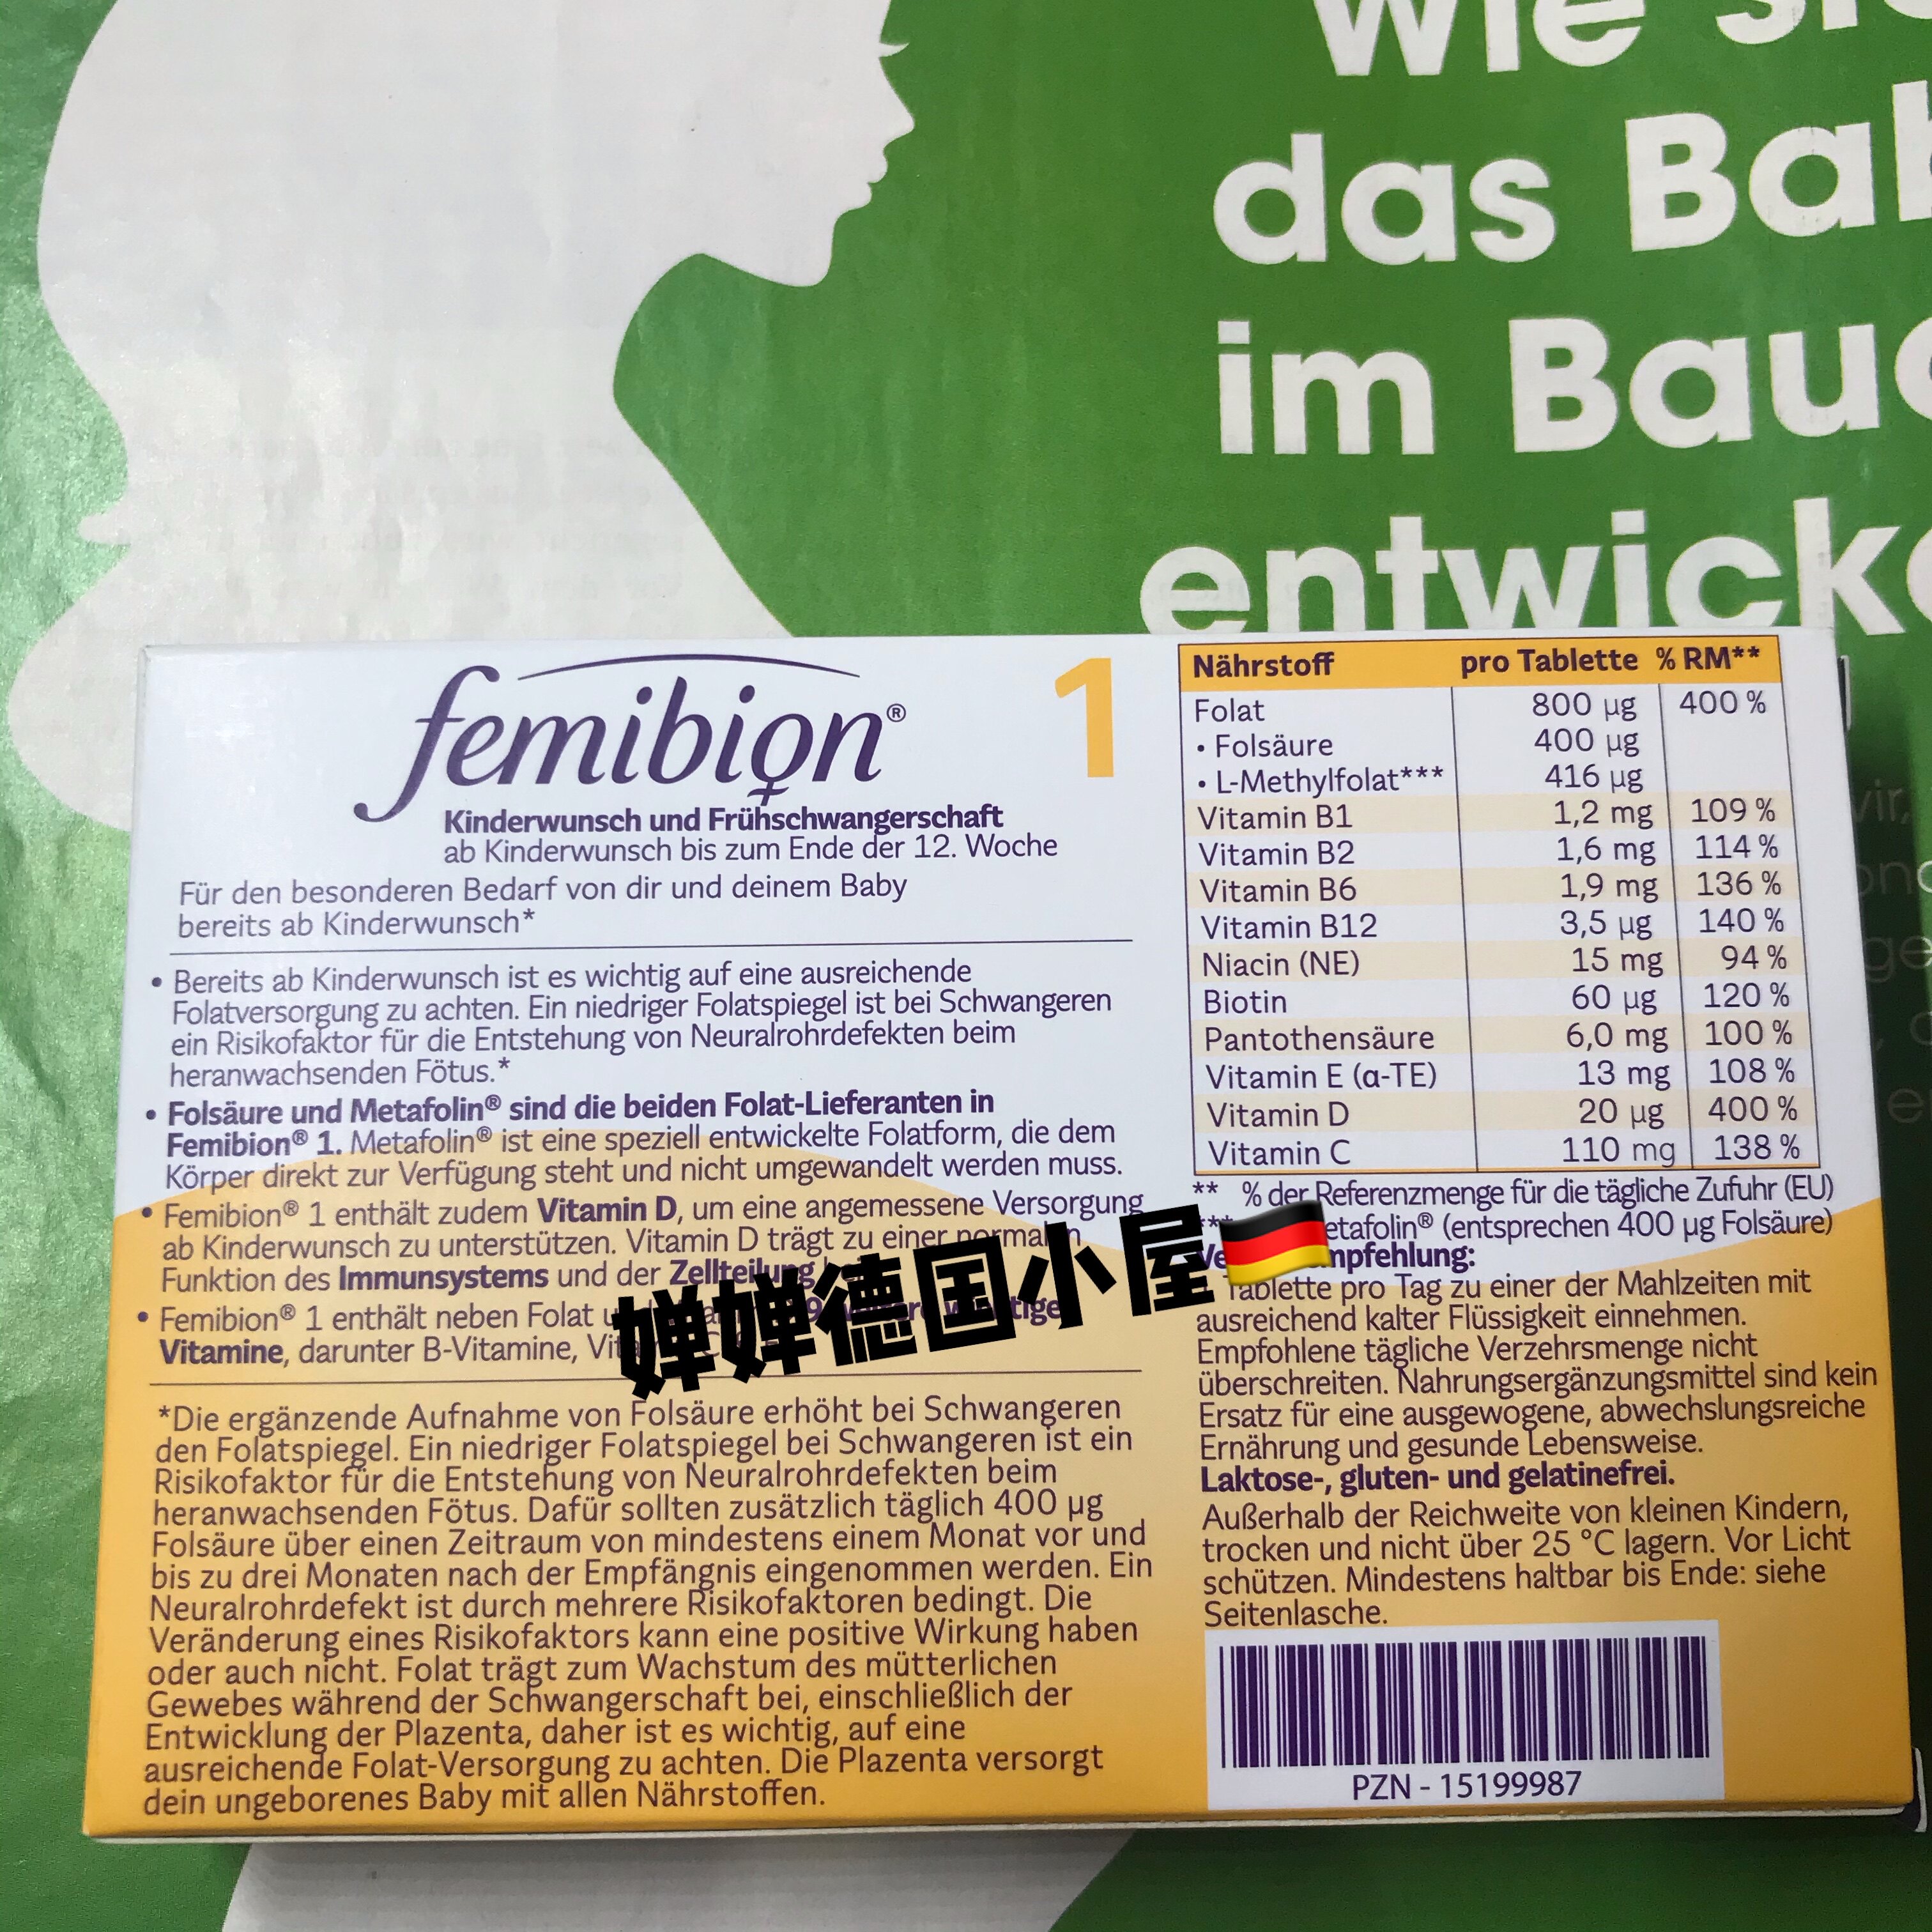 das
im
femibion®
1
Kinderwunsch und Frühschwangerschaft
ab Kinderwunsch bis zum Ende der 12. Woche
Für den besonderen Bedarf von dir und deinem Baby
bereits ab Kinderwunsch*
• Bereits ab Kinderwunsch ist es wichtig auf eine ausreichende
Folatversorgung zu achten. Ein niedriger Folatspiegel ist bei Schwangeren
ein Risikofaktor für die Entstehung von Neuralrohrdefekten beim
heranwachsenden Fötus.*
• Folsäure und Metafolin® sind die beiden Folat-Lieferanten in
Femibion® 1. Metafolin® ist eine speziell entwickelte Folatform, die dem
Körper direkt zur Verfügung steht und nicht umgewandelt werden muss.
• Femibion® 1 enthält zudem Vitamin D, um eine angemessene Versorgung
ab Kinderwunsch zu unterstützen. Vitamin D trägt zu einer
Funktion des Immunsystems und der Zellteilung
• Femibion® 1 enthält neben Folat
Vitamine, darunter B-Vitamine,
婵婵德国小屋🇩🇪
*Die ergänzende Aufnahme von Folsäure erhöht bei Schwangeren
den Folatspiegel. Ein niedriger Folatspiegel bei Schwangeren ist ein
Risikofaktor für die Entstehung von Neuralrohrdefekten beim
heranwachsenden Fötus. Dafür sollten zusätzlich täglich 400 µg
Folsäure über einen Zeitraum von mindestens einem Monat vor und
bis zu drei Monaten nach der Empfängnis eingenommen werden. Ein
Neuralrohrdefekt ist durch mehrere Risikofaktoren bedingt. Die
Veränderung eines Risikofaktors kann eine positive Wirkung haben
oder auch nicht. Folat trägt zum Wachstum des mütterlichen
Gewebes während der Schwangerschaft bei, einschließlich der
Entwicklung der Plazenta, daher ist es wichtig, auf eine
ausreichende Folat-Versorgung zu achten. Die Plazenta versorgt
dein ungeborenes Baby mit allen Nährstoffen.
Nährstoff pro Tablette % RM**
Folat 800 µg 400 %
• Folsäure 400 µg
• L-Methylfolat*** 416 µg
Vitamin B1 1,2 mg 109 %
Vitamin B2 1,6 mg 114 %
Vitamin B6 1,9 mg 136 %
Vitamin B12 3,5 µg 140 %
Niacin (NE) 15 mg 94 %
Biotin 60 µg 120 %
Pantothensäure 6,0 mg 100 %
Vitamin E (α-TE) 13 mg 108 %
Vitamin D 20 µg 400 %
Vitamin C 110 mg 138 %
** % der Referenzmenge für die tägliche Zufuhr (EU)
(entsprechen 400 µg Folsäure)
Tablette pro Tag zu einer der Mahlzeiten mit
ausreichend kalter Flüssigkeit einnehmen.
Empfohlene tägliche Verzehrsmenge nicht
überschreiten. Nahrungsergänzungsmittel sind kein
Ersatz für eine ausgewogene, abwechslungsreiche
Ernährung und gesunde Lebensweise.
Laktose-, gluten- und gelatinefrei.
Außerhalb der Reichweite von kleinen Kindern,
trocken und nicht über 25 °C lagern. Vor Licht
schützen. Mindestens haltbar bis Ende: siehe
Seitenlasche.
PZN - 15199987